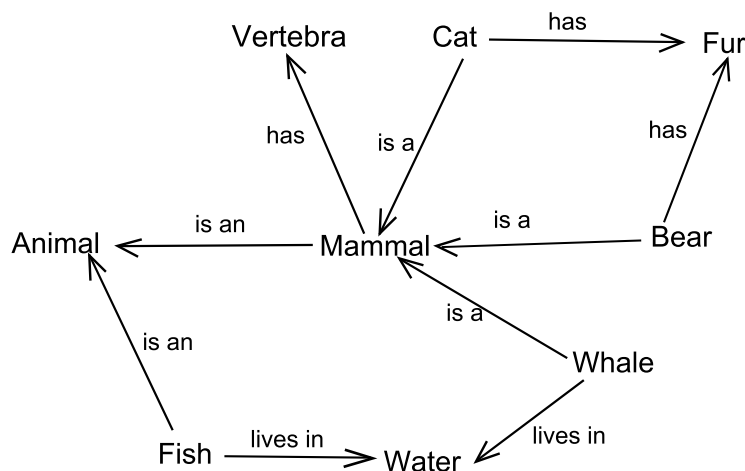 Vertebra
Cat
has
Fur
has
is a
has
Animal
is an
Mammal
is a
Bear
is an
is a
Whale
Fish
lives in
Water
lives in